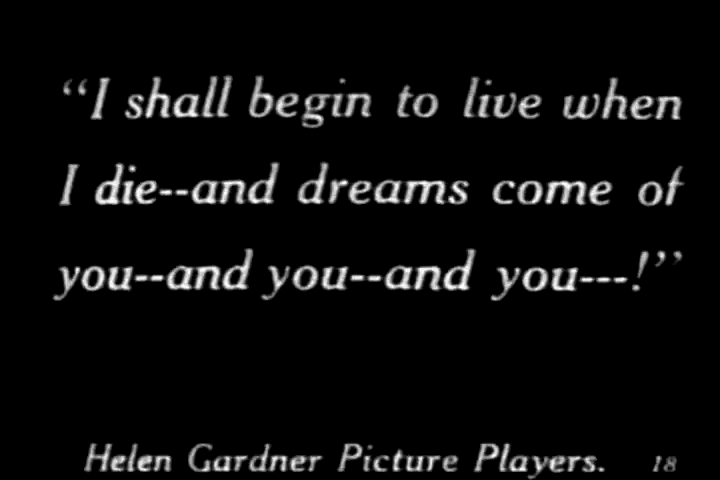 “I shall begin to live when
I die--and dreams come of
you--and you--and you---!”
Helen Gardner Picture Players. 18